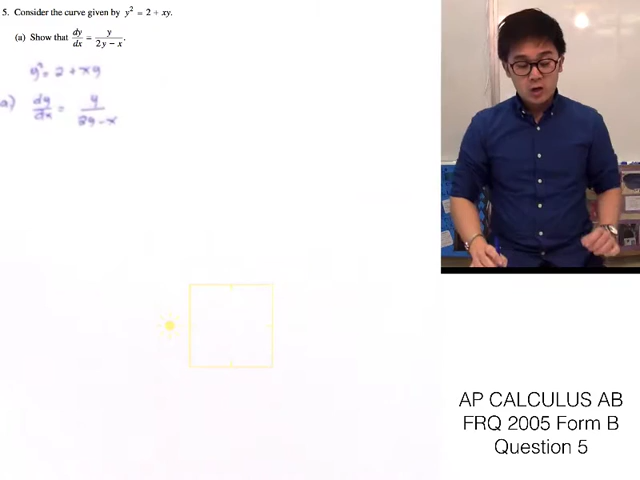 5. Consider the curve given by y² = 2 + xy.
(a) Show that dy/dx = y/(2y − x).
y² = 2 + xy
a) dy/dx = y/(2y − x)
AP CALCULUS AB
FRQ 2005 Form B
Question 5